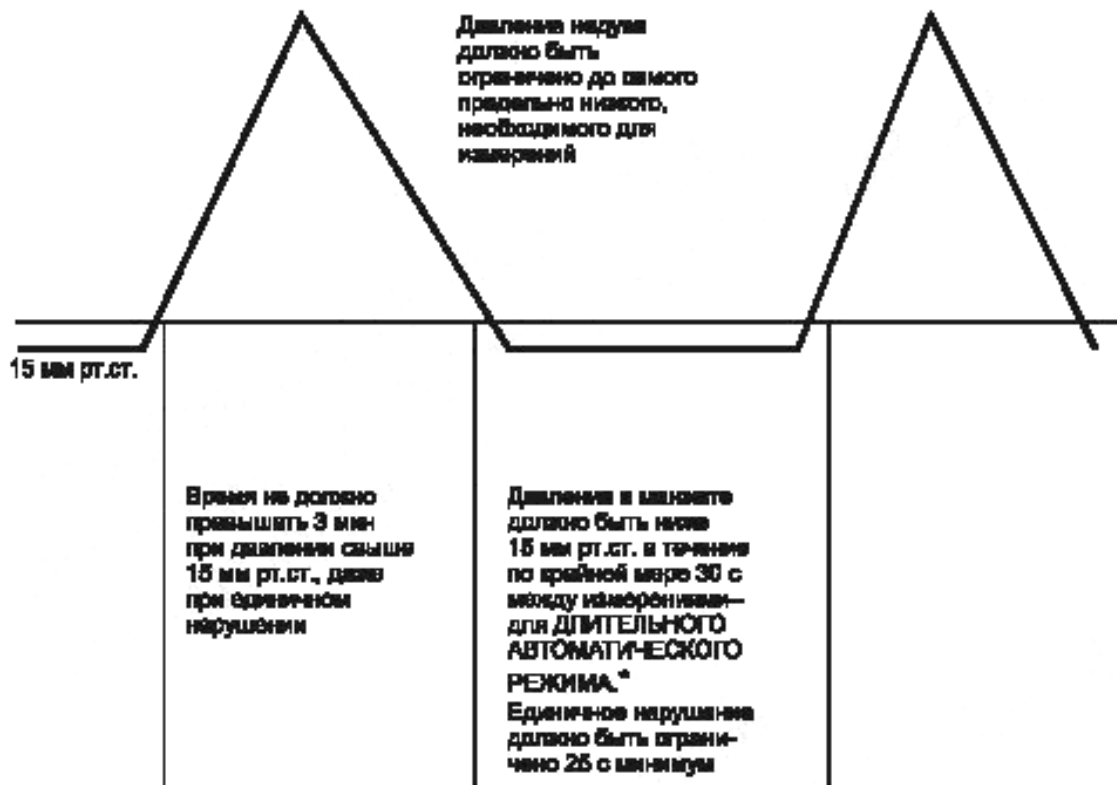 Давление надува
должно быть
ограничено до самого
предельно низкого,
необходимого для
измерений
15 мм рт.ст.
Время не должно
превышать 3 мин
при давлении свыше
15 мм рт.ст., даже
при единичном
нарушении
Давление в манжете
должно быть ниже
15 мм рт.ст. в течение
по крайней мере 30 с
между измерениями–
для ДЛИТЕЛЬНОГО
АВТОМАТИЧЕСКОГО
РЕЖИМА.*
Единичное нарушение
должно быть ограни-
чено 25 с минимум